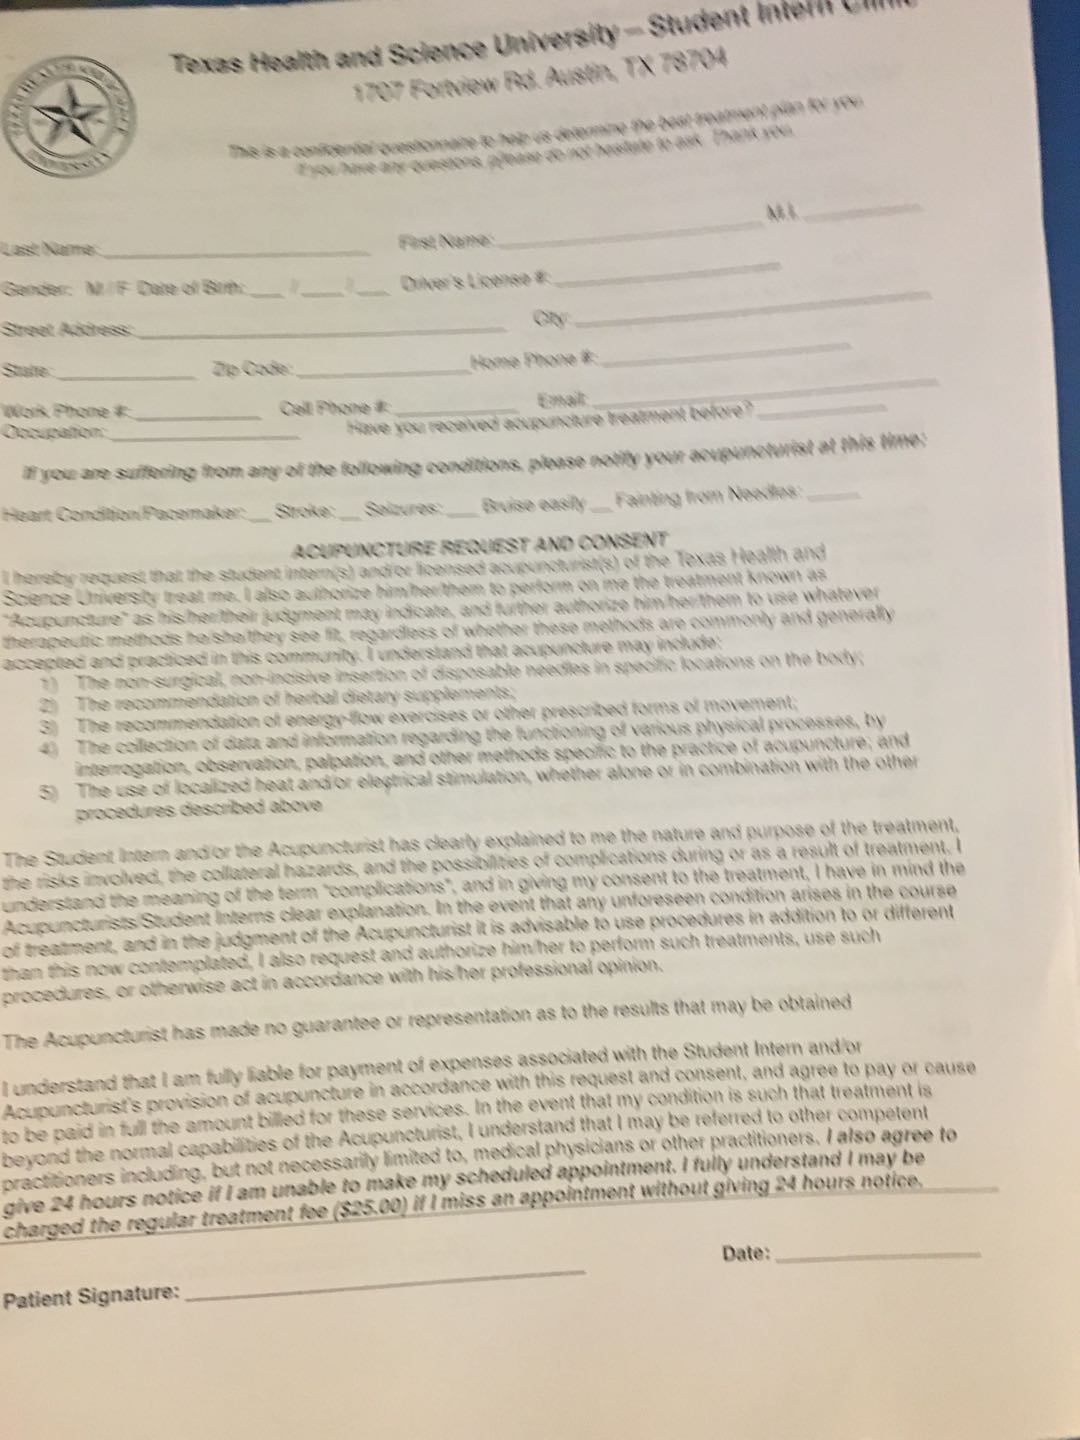 Texas Health and Science University – Student Intern Clinic
1707 Fortview Rd. Austin, TX 78704
This is a confidential questionnaire to help us determine the best treatment plan for you.
If you have any questions, please do not hesitate to ask. Thank you.
UNIVERSITY
Last Name: First Name: M.I.
Gender: M / F Date of Birth: / / Driver's License #:
Street Address: City:
State: Zip Code: Home Phone #:
Work Phone #: Cell Phone #: Email:
Occupation: Have you received acupuncture treatment before?
If you are suffering from any of the following conditions, please notify your acupuncturist at this time:
Heart Condition/Pacemaker: Stroke: Seizures: Bruise easily Fainting from Needles:
ACUPUNCTURE REQUEST AND CONSENT
I hereby request that the student intern(s) and/or licensed acupuncturist(s) of the Texas Health and
Science University treat me. I also authorize him/her/them to perform on me the treatment known as
"Acupuncture" as his/her/their judgment may indicate, and further authorize him/her/them to use whatever
therapeutic methods he/she/they see fit, regardless of whether these methods are commonly and generally
accepted and practiced in this community. I understand that acupuncture may include:
1) The non-surgical, non-incisive insertion of disposable needles in specific locations on the body;
2) The recommendation of herbal dietary supplements;
3) The recommendation of energy-flow exercises or other prescribed forms of movement;
4) The collection of data and information regarding the functioning of various physical processes, by
interrogation, observation, palpation, and other methods specific to the practice of acupuncture; and
5) The use of localized heat and/or electrical stimulation, whether alone or in combination with the other
procedures described above
The Student Intern and/or the Acupuncturist has clearly explained to me the nature and purpose of the treatment,
the risks involved, the collateral hazards, and the possibilities of complications during or as a result of treatment. I
understand the meaning of the term "complications", and in giving my consent to the treatment, I have in mind the
Acupuncturists/Student Interns clear explanation. In the event that any unforeseen condition arises in the course
of treatment, and in the judgment of the Acupuncturist it is advisable to use procedures in addition to or different
than this now contemplated, I also request and authorize him/her to perform such treatments, use such
procedures, or otherwise act in accordance with his/her professional opinion.
The Acupuncturist has made no guarantee or representation as to the results that may be obtained
I understand that I am fully liable for payment of expenses associated with the Student Intern and/or
Acupuncturist's provision of acupuncture in accordance with this request and consent, and agree to pay or cause
to be paid in full the amount billed for these services. In the event that my condition is such that treatment is
beyond the normal capabilities of the Acupuncturist, I understand that I may be referred to other competent
practitioners including, but not necessarily limited to, medical physicians or other practitioners. I also agree to
give 24 hours notice if I am unable to make my scheduled appointment. I fully understand I may be
charged the regular treatment fee ($25.00) if I miss an appointment without giving 24 hours notice.
Patient Signature: Date: